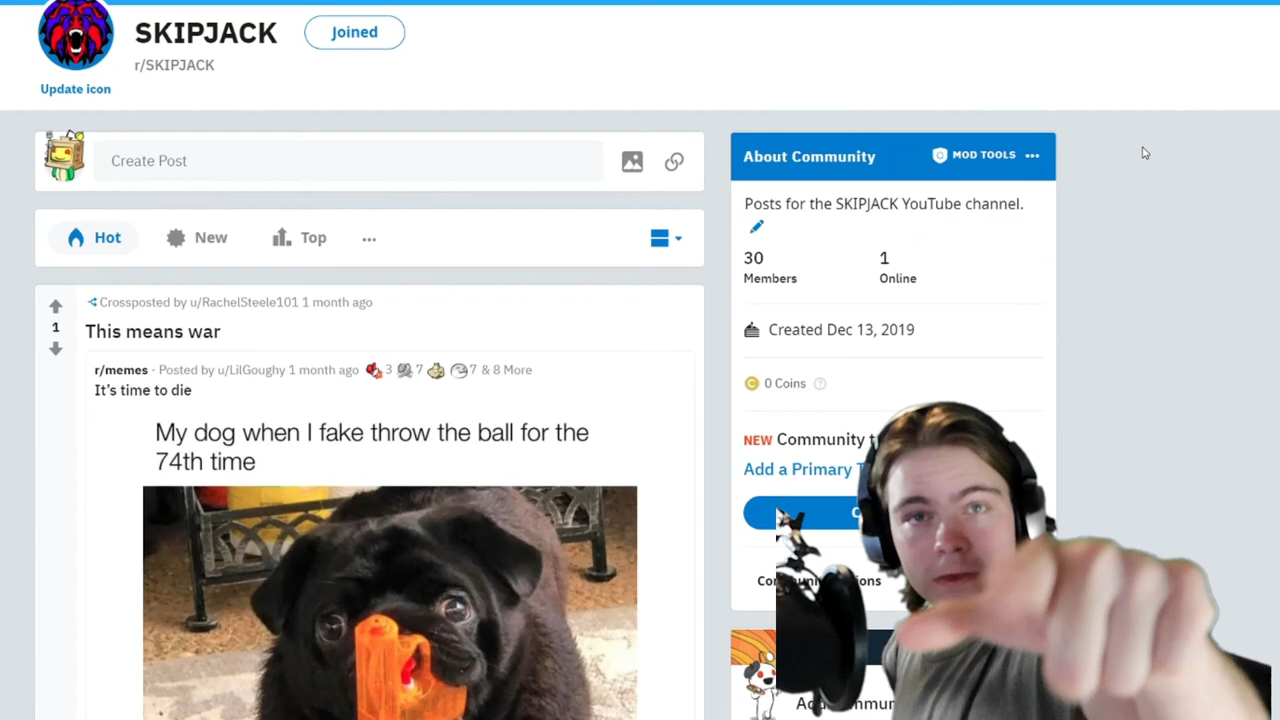 SKIPJACK
Joined
r/SKIPJACK
Update icon
Create Post
Hot
New
Top
Crossposted by u/RachelSteele101 1 month ago
1
This means war
r/memes · Posted by u/LilGoughy 1 month ago 3 7 7 & 8 More
It's time to die
My dog when I fake throw the ball for the
74th time
About Community
MOD TOOLS
Posts for the SKIPJACK YouTube channel.
30
Members
1
Online
Created Dec 13, 2019
0 Coins
NEW Community
Add a Primary